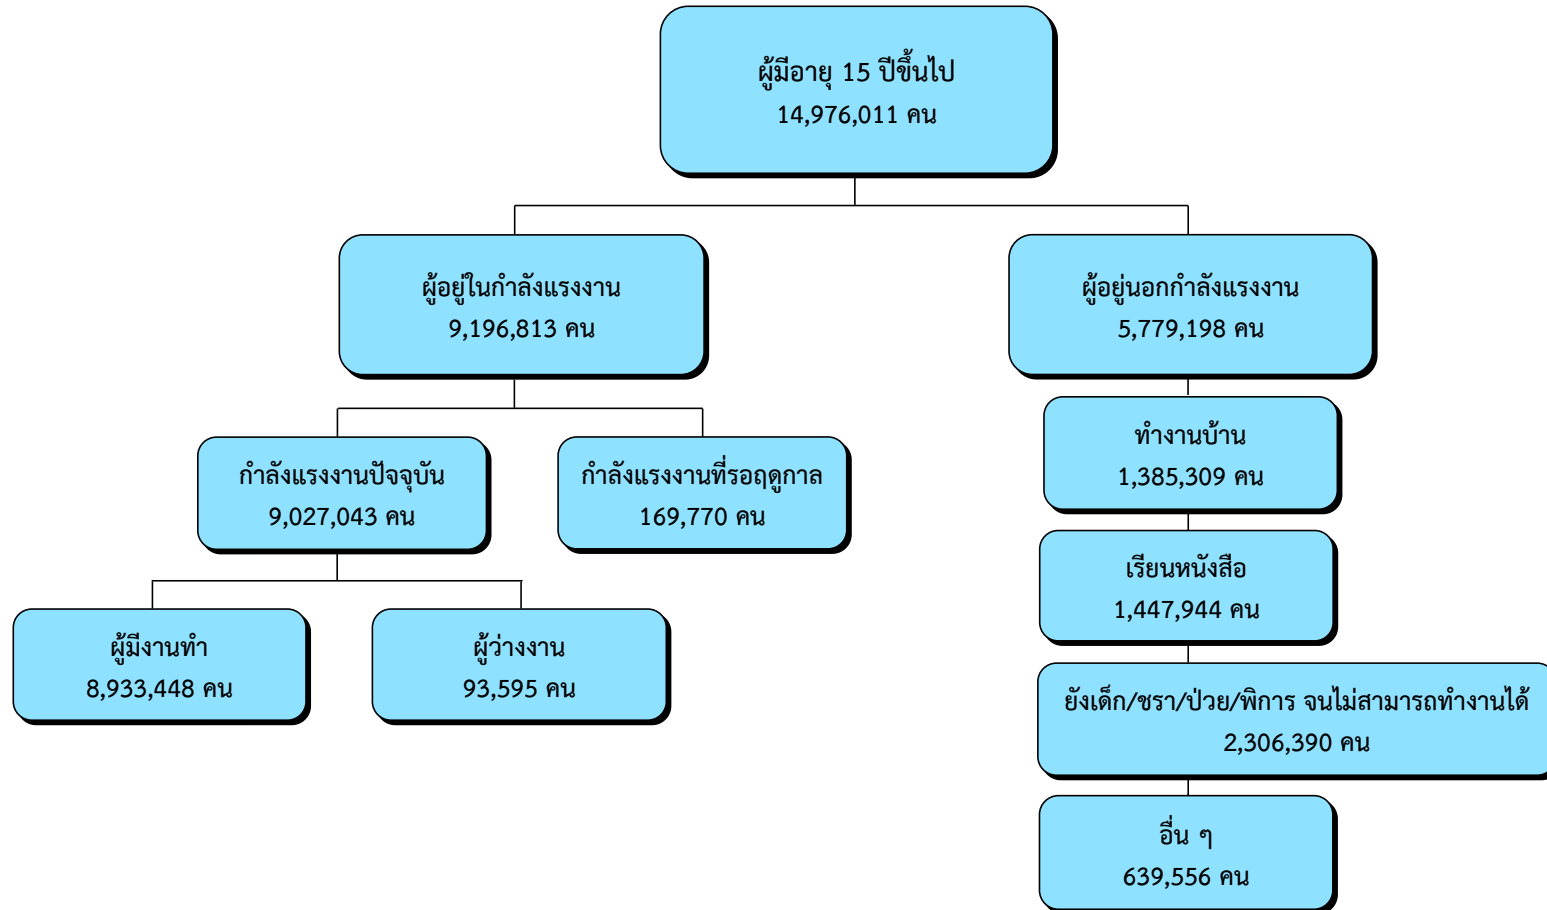 ผู้มีอายุ 15 ปีขึ้นไป
14,976,011 คน
ผู้อยู่ในกำลังแรงงาน
9,196,813 คน
ผู้อยู่นอกกำลังแรงงาน
5,779,198 คน
กำลังแรงงานปัจจุบัน
9,027,043 คน
กำลังแรงงานที่รอฤดูกาล
169,770 คน
ผู้มีงานทำ
8,933,448 คน
ผู้ว่างงาน
93,595 คน
ทำงานบ้าน
1,385,309 คน
เรียนหนังสือ
1,447,944 คน
ยังเด็ก/ชรา/ป่วย/พิการ จนไม่สามารถทำงานได้
2,306,390 คน
อื่น ๆ
639,556 คน